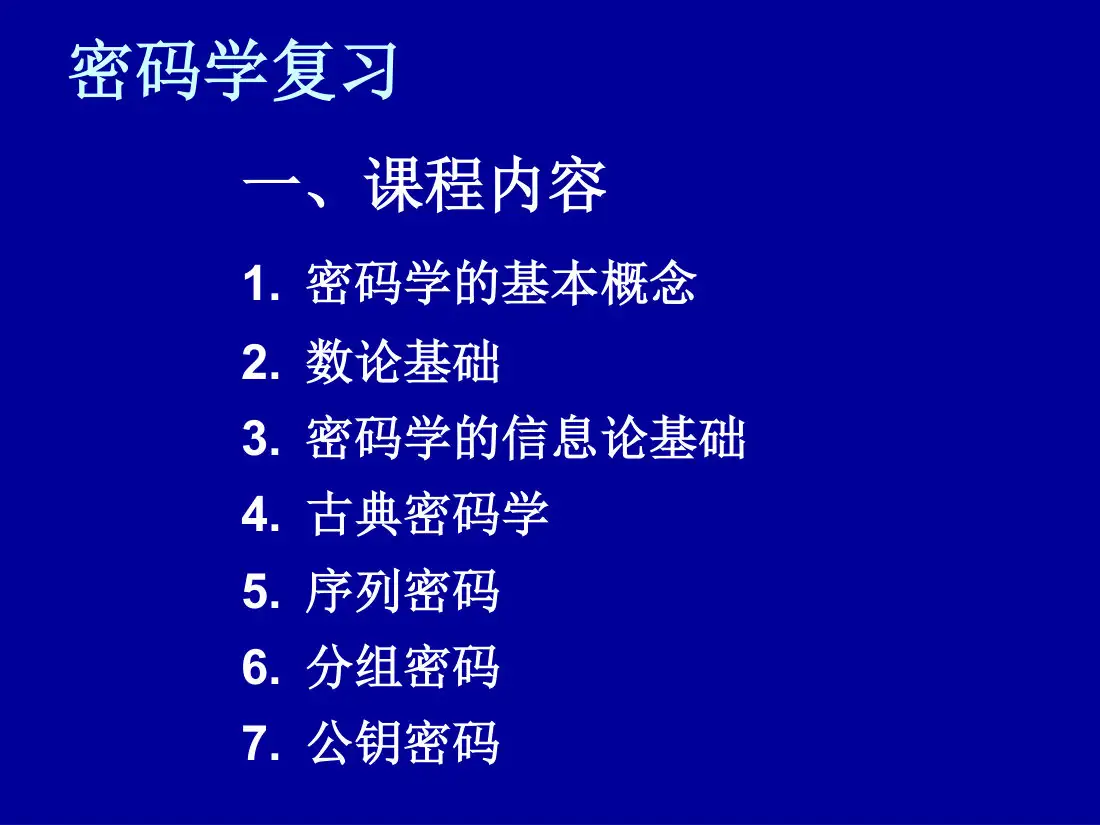 密码学复习
一、课程内容
1. 密码学的基本概念
2. 数论基础
3. 密码学的信息论基础
4. 古典密码学
5. 序列密码
6. 分组密码
7. 公钥密码